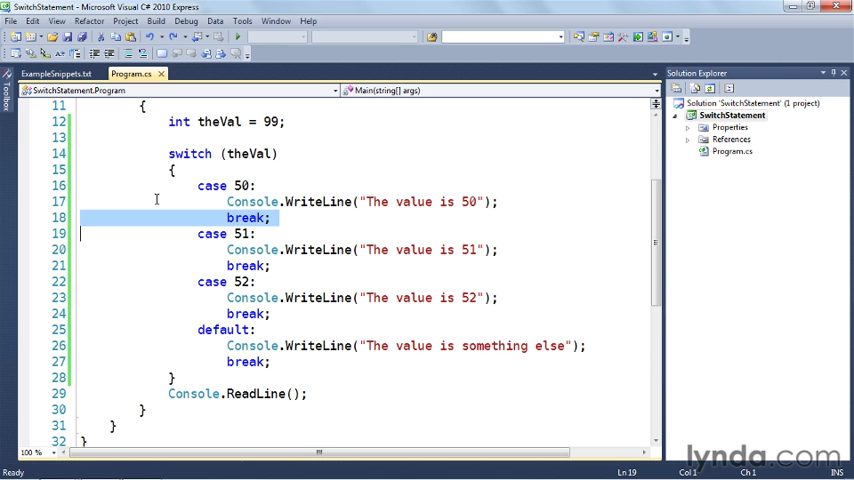 SwitchStatement - Microsoft Visual C# 2010 Express
File Edit View Refactor Project Build Debug Data Tools Window Help
ExampleSnippets.txt Program.cs
SwitchStatement.Program Main(string[] args)
Toolbox
11 {
12 int theVal = 99;
13
14 switch (theVal)
15 {
16 case 50:
17 Console.WriteLine("The value is 50");
18 break;
19 case 51:
20 Console.WriteLine("The value is 51");
21 break;
22 case 52:
23 Console.WriteLine("The value is 52");
24 break;
25 default:
26 Console.WriteLine("The value is something else");
27 break;
28 }
29 Console.ReadLine();
30 }
31 }
32 }
100 %
Solution Explorer
Solution 'SwitchStatement' (1 project)
SwitchStatement
Properties
References
Program.cs
Ready Ln 19 Col 1 Ch 1 INS
lynda.com